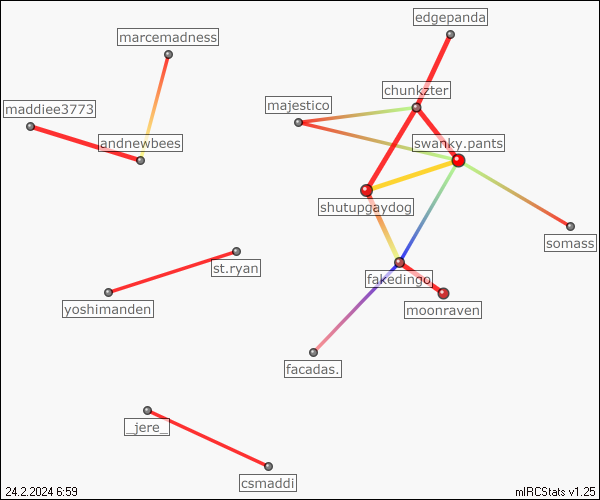 edgepanda
marcemadness
chunkzter
majestico
maddiee3773
andnewbees
swanky.pants
shutupgaydog
somass
st.ryan
fakedingo
yoshimanden
moonraven
facadas.
_jere_
csmaddi
24.2.2024 6:59
mIRCStats v1.25